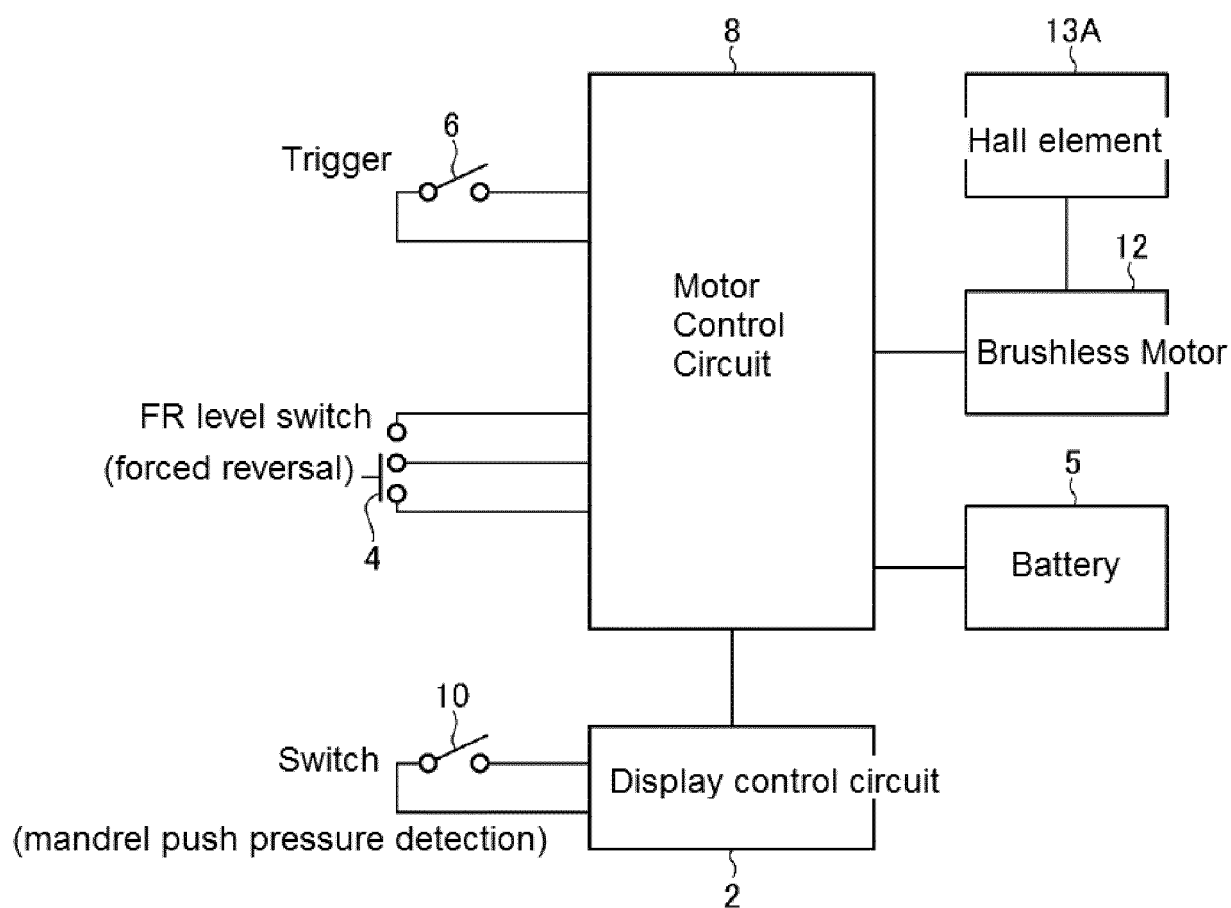 8
13A
6
Trigger
Hall element
12
Motor
Control
Circuit
Brushless Motor
FR level switch
(forced reversal)
4
5
Battery
10
Switch
Display control circuit
(mandrel push pressure detection)
2